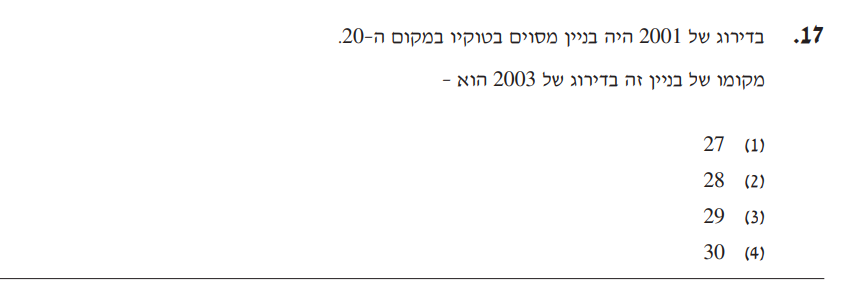 17. בדירוג של 2001 היה בניין מסוים בטוקיו במקום ה-20.
מקומו של בניין זה בדירוג של 2003 הוא -
(1) 27
(2) 28
(3) 29
(4) 30